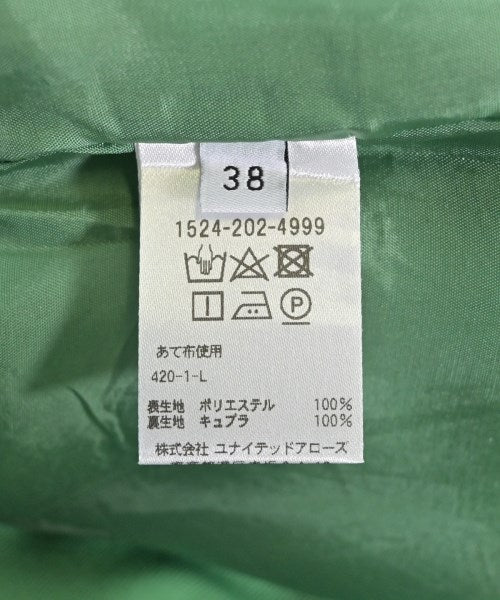 38
1524-202-4999
P
あて布使用
420-1-L
表生地 ポリエステル 100%
裏生地 キュプラ 100%
株式会社 ユナイテッドアローズ